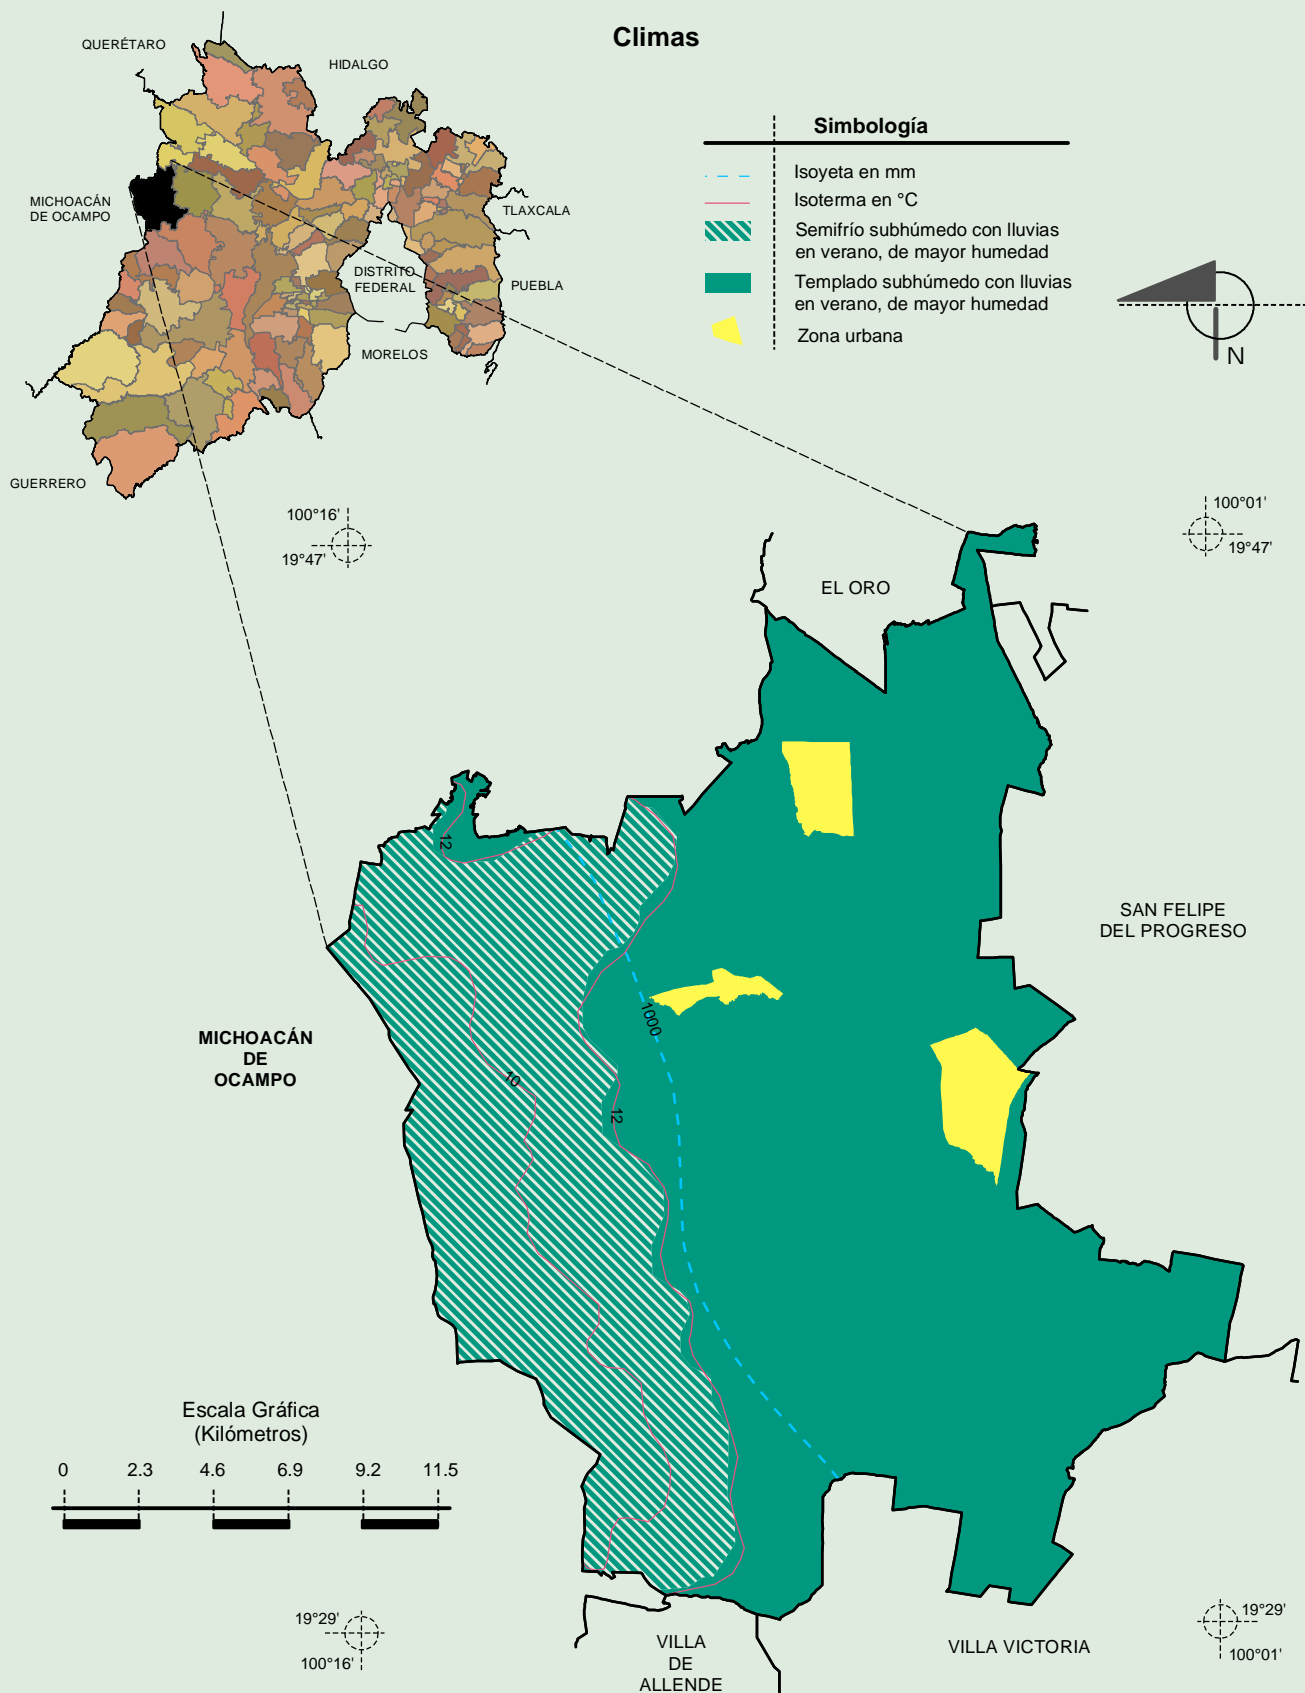 Climas
QUERÉTARO
HIDALGO
MICHOACÁN
DE OCAMPO
TLAXCALA
DISTRITO
FEDERAL
PUEBLA
MORELOS
GUERRERO
Simbología
Isoyeta en mm
Isoterma en °C
Semifrío subhúmedo con lluvias
en verano, de mayor humedad
Templado subhúmedo con lluvias
en verano, de mayor humedad
Zona urbana
N
100°16'
19°47'
100°01'
19°47'
EL ORO
12
SAN FELIPE
DEL PROGRESO
1000
MICHOACÁN
DE
OCAMPO
10
12
Escala Gráfica
(Kilómetros)
0 2.3 4.6 6.9 9.2 11.5
19°29'
100°16'
VILLA
DE
ALLENDE
VILLA VICTORIA
19°29'
100°01'